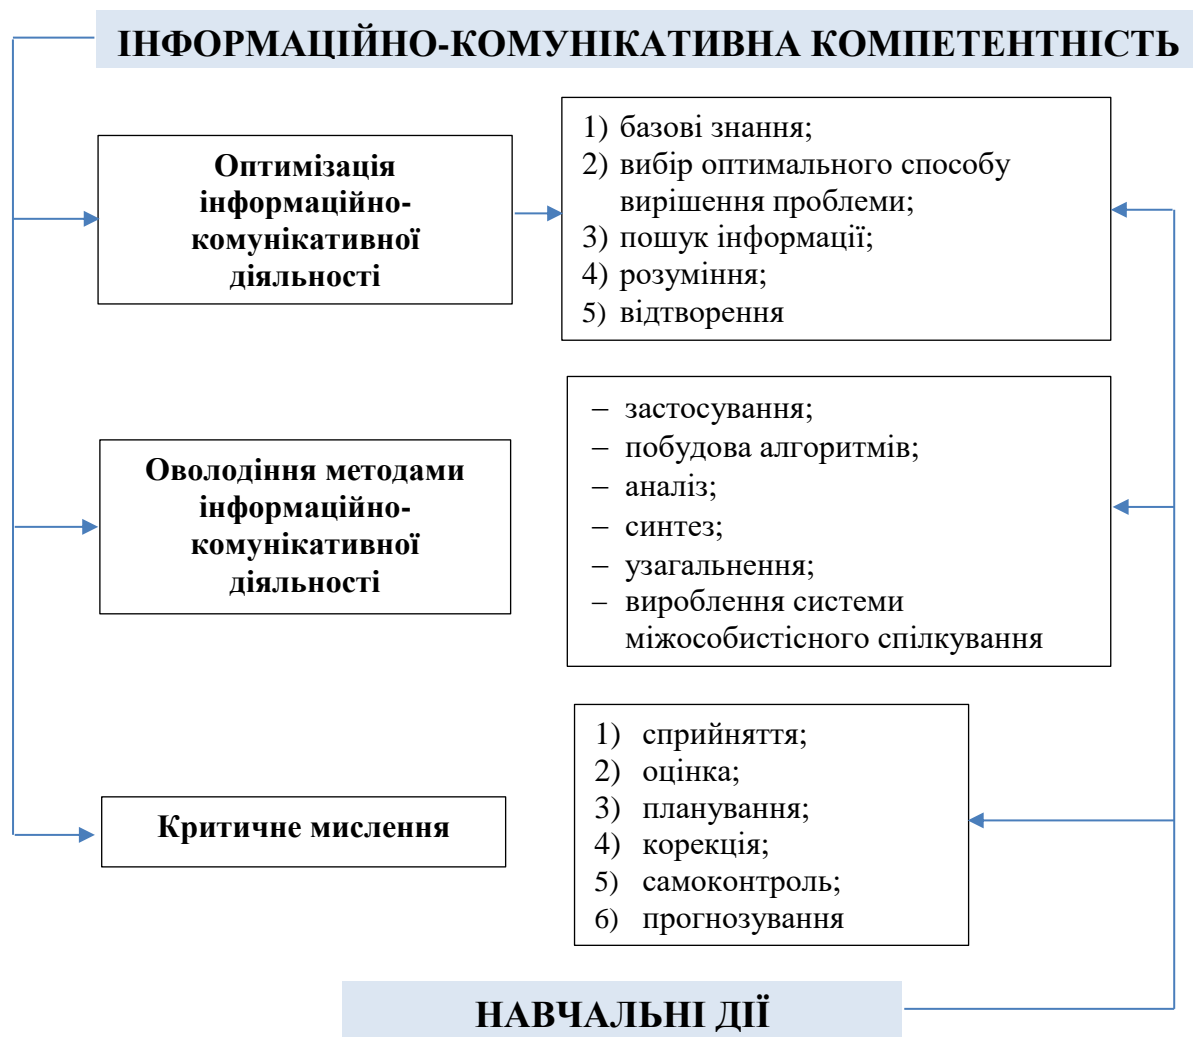 ІНФОРМАЦІЙНО-КОМУНІКАТИВНА КОМПЕТЕНТНІСТЬ
Оптимізація
інформаційно-
комунікативної
діяльності
1) базові знання;
2) вибір оптимального способу
вирішення проблеми;
3) пошук інформації;
4) розуміння;
5) відтворення
Оволодіння методами
інформаційно-
комунікативної
діяльності
– застосування;
– побудова алгоритмів;
– аналіз;
– синтез;
– узагальнення;
– вироблення системи
міжособистісного спілкування
Критичне мислення
1) сприйняття;
2) оцінка;
3) планування;
4) корекція;
5) самоконтроль;
6) прогнозування
НАВЧАЛЬНІ ДІЇ